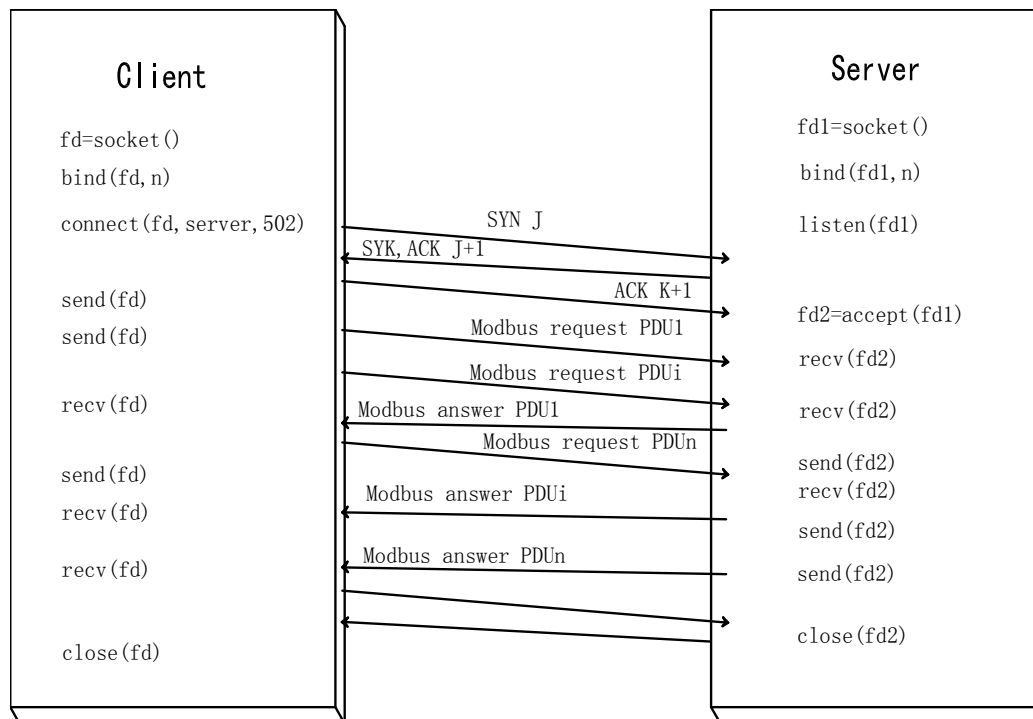 Client
fd=socket()
bind(fd,n)
connect(fd,server,502)
send(fd)
send(fd)
recv(fd)
send(fd)
recv(fd)
recv(fd)
close(fd)
SYN J
SYK,ACK J+1
ACK K+1
Modbus request PDU1
Modbus request PDUi
Modbus answer PDU1
Modbus request PDUn
Modbus answer PDUi
Modbus answer PDUn
Server
fd1=socket()
bind(fd1,n)
listen(fd1)
fd2=accept(fd1)
recv(fd2)
recv(fd2)
send(fd2)
recv(fd2)
send(fd2)
send(fd2)
close(fd2)